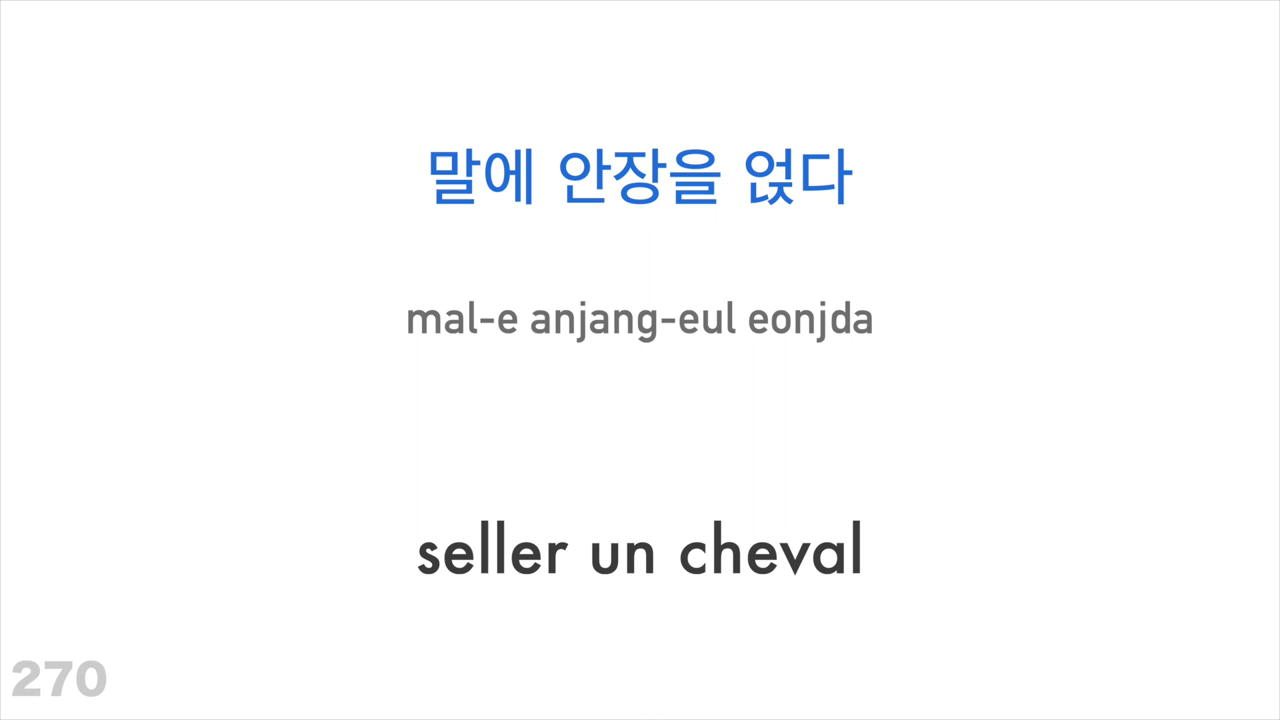 말에 안장을 얹다
mal-e anjang-eul eonjda
seller un cheval
270